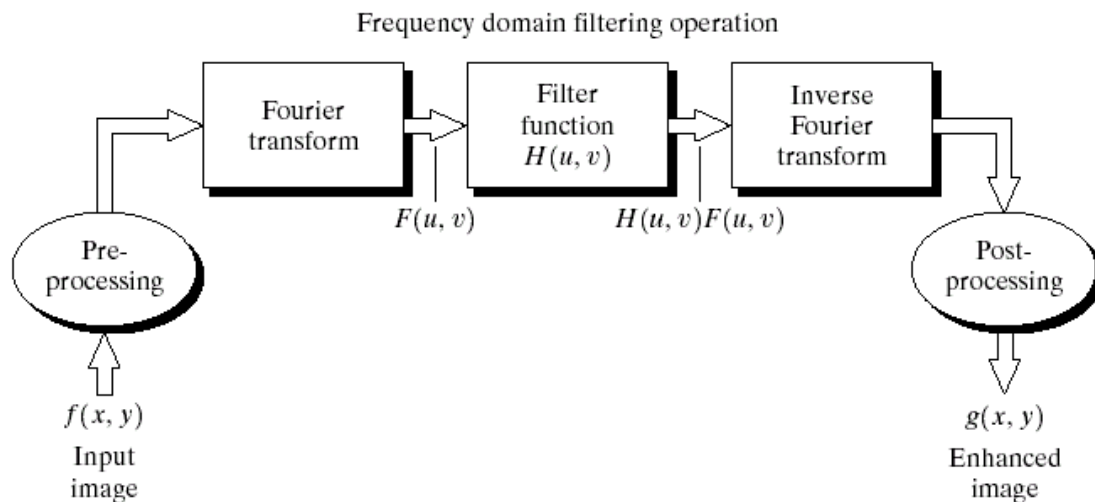 Frequency domain filtering operation
Fourier
transform
Filter
function
H(u, v)
Inverse
Fourier
transform
F(u, v)
H(u, v)F(u, v)
Pre-
processing
Post-
processing
f(x, y)
Input
image
g(x, y)
Enhanced
image